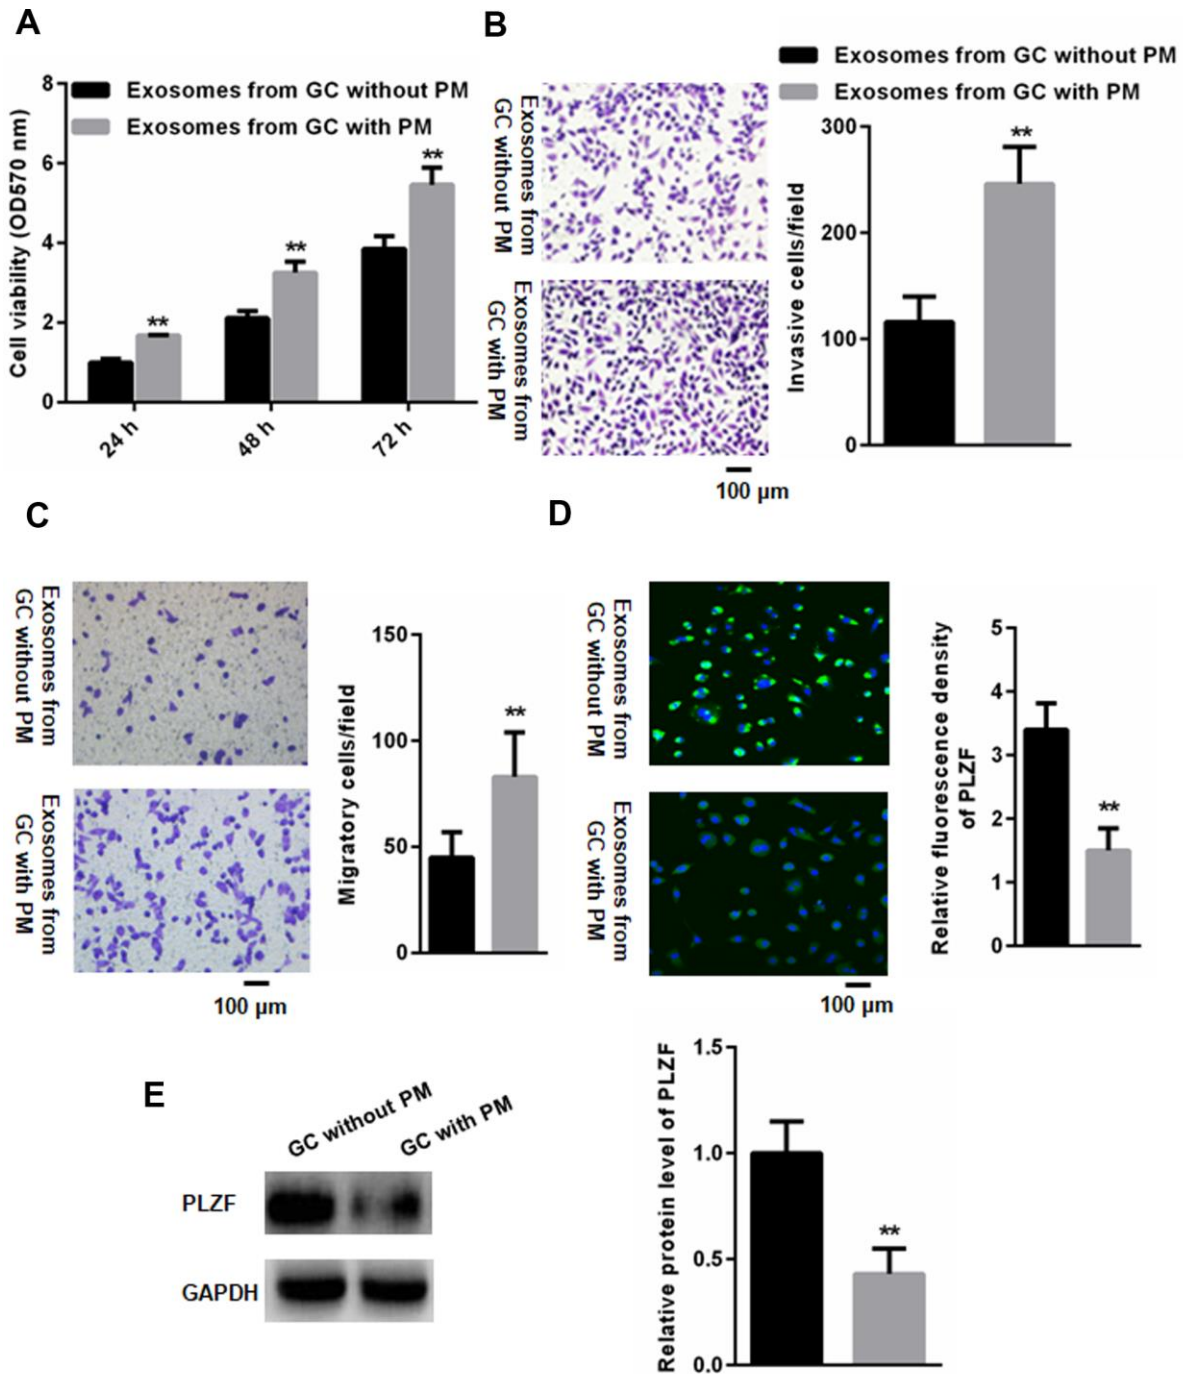 A
Exosomes from GC without PM
Exosomes from GC with PM
Cell viability (OD570 nm)
8
6
4
2
0
**
**
**
24 h
48 h
72 h
B
Exosomes from
GC without PM
Exosomes from
GC with PM
100 µm
Exosomes from GC without PM
Exosomes from GC with PM
Invasive cells/field
300
200
100
0
**
C
Exosomes from
GC without PM
Exosomes from
GC with PM
100 µm
Migratory cells/field
150
100
50
0
**
D
Exosomes from
GC without PM
Exosomes from
GC with PM
100 µm
Relative fluorescence density
of PLZF
5
4
3
2
1
0
**
E
GC without PM
GC with PM
PLZF
GAPDH
Relative protein level of PLZF
1.5
1.0
0.5
0.0
**